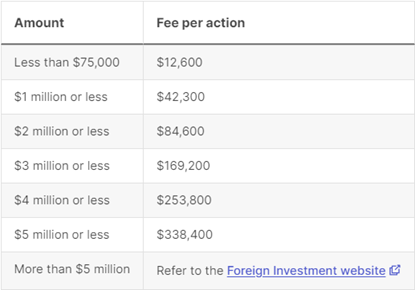 Amount Fee per action
Less than $75,000 $12,600
$1 million or less $42,300
$2 million or less $84,600
$3 million or less $169,200
$4 million or less $253,800
$5 million or less $338,400
More than $5 million Refer to the Foreign Investment website